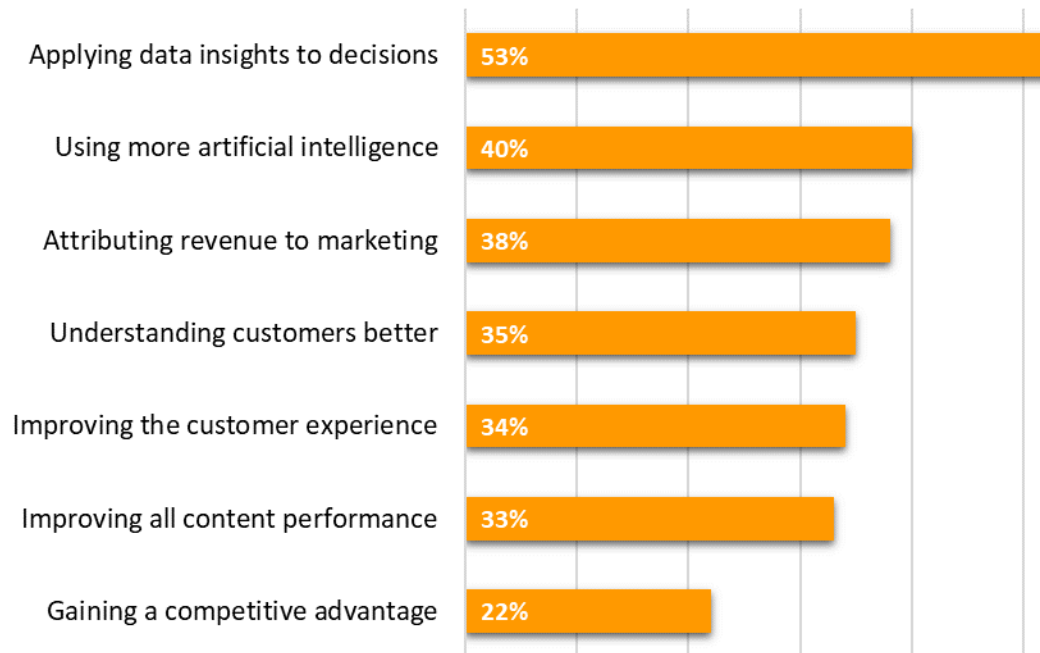 Applying data insights to decisions 53%
Using more artificial intelligence 40%
Attributing revenue to marketing 38%
Understanding customers better 35%
Improving the customer experience 34%
Improving all content performance 33%
Gaining a competitive advantage 22%